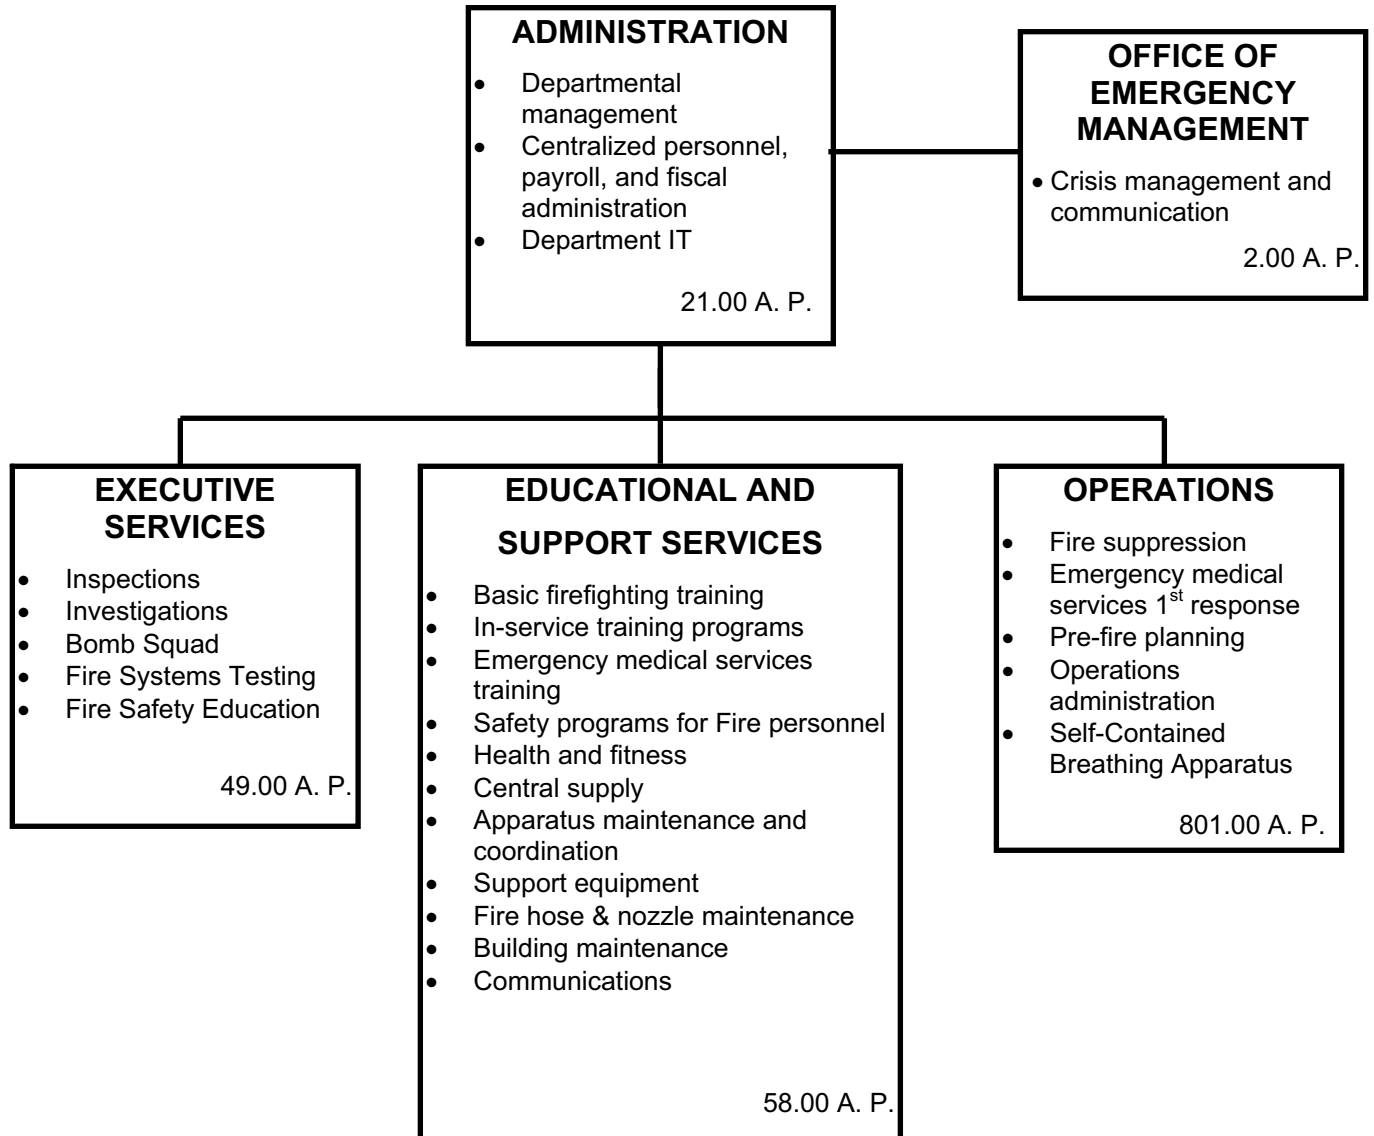 ADMINISTRATION
• Departmental
management
• Centralized personnel,
payroll, and fiscal
administration
• Department IT
21.00 A. P.
OFFICE OF
EMERGENCY
MANAGEMENT
• Crisis management and
communication
2.00 A. P.
EXECUTIVE
SERVICES
• Inspections
• Investigations
• Bomb Squad
• Fire Systems Testing
• Fire Safety Education
49.00 A. P.
EDUCATIONAL AND
SUPPORT SERVICES
• Basic firefighting training
• In-service training programs
• Emergency medical services
training
• Safety programs for Fire personnel
• Health and fitness
• Central supply
• Apparatus maintenance and
coordination
• Support equipment
• Fire hose & nozzle maintenance
• Building maintenance
• Communications
58.00 A. P.
OPERATIONS
• Fire suppression
• Emergency medical
services 1st response
• Pre-fire planning
• Operations
administration
• Self-Contained
Breathing Apparatus
801.00 A. P.